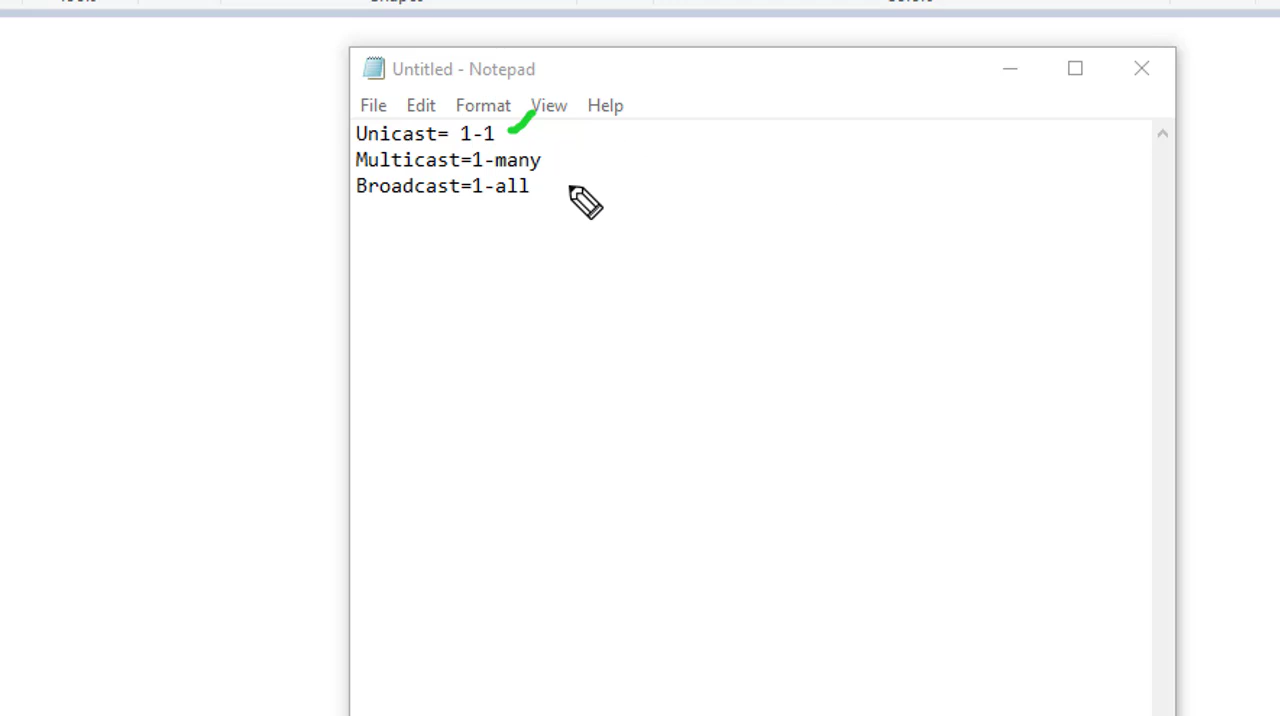 Untitled - Notepad
File Edit Format View Help
Unicast= 1-1
Multicast=1-many
Broadcast=1-all